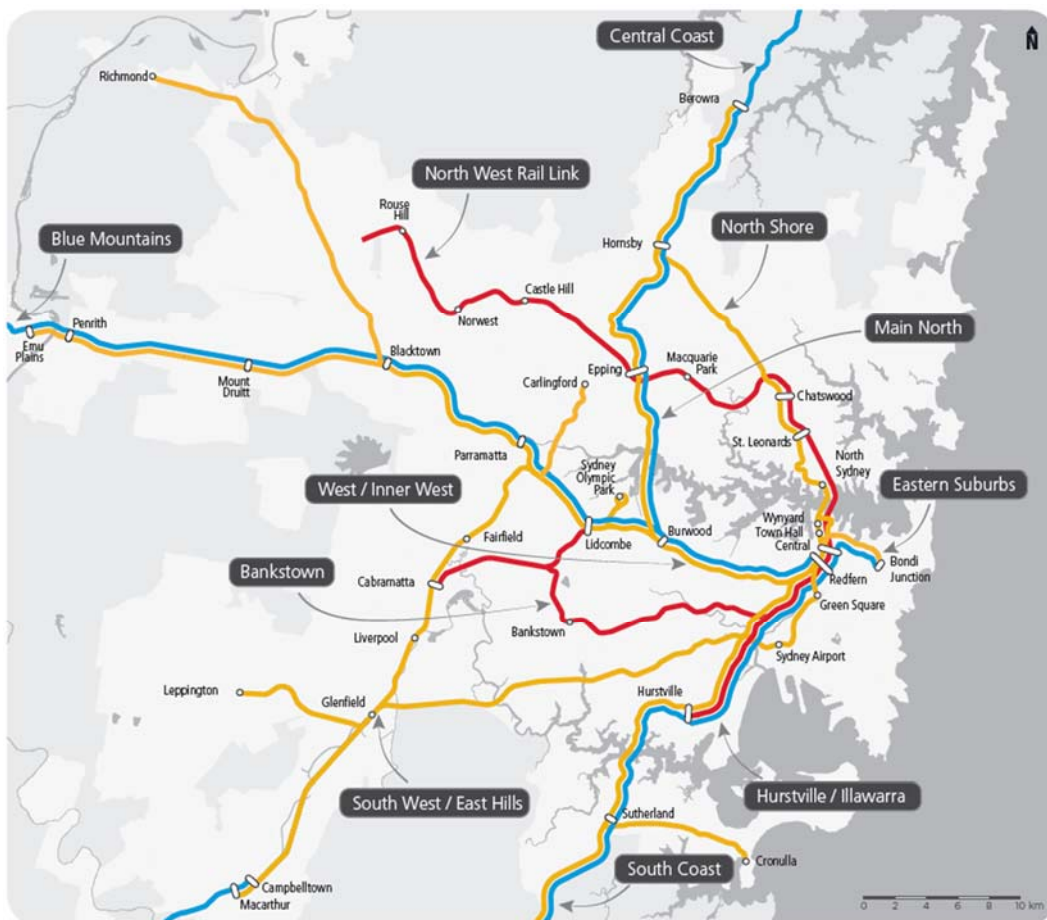 Central Coast
N
Richmond
Berowra
North West Rail Link
Rouse
Hill
North Shore
Hornsby
Blue Mountains
Castle Hill
Norwest
Main North
Penrith
Emu
Plains
Blacktown
Epping
Macquarie
Park
Mount
Druitt
Carlingford
Chatswood
St. Leonards
Parramatta
North
Sydney
Sydney
Olympic
Park
West / Inner West
Eastern Suburbs
Wynyard
Town Hall
Central
Burwood
Lidcombe
Fairfield
Redfern
Bondi
Junction
Bankstown
Cabramatta
Green Square
Bankstown
Liverpool
Sydney Airport
Leppington
Hurstville
Glenfield
South West / East Hills
Hurstville / Illawarra
Sutherland
Cronulla
South Coast
Campbelltown
Macarthur
0 2 4 6 8 10 km